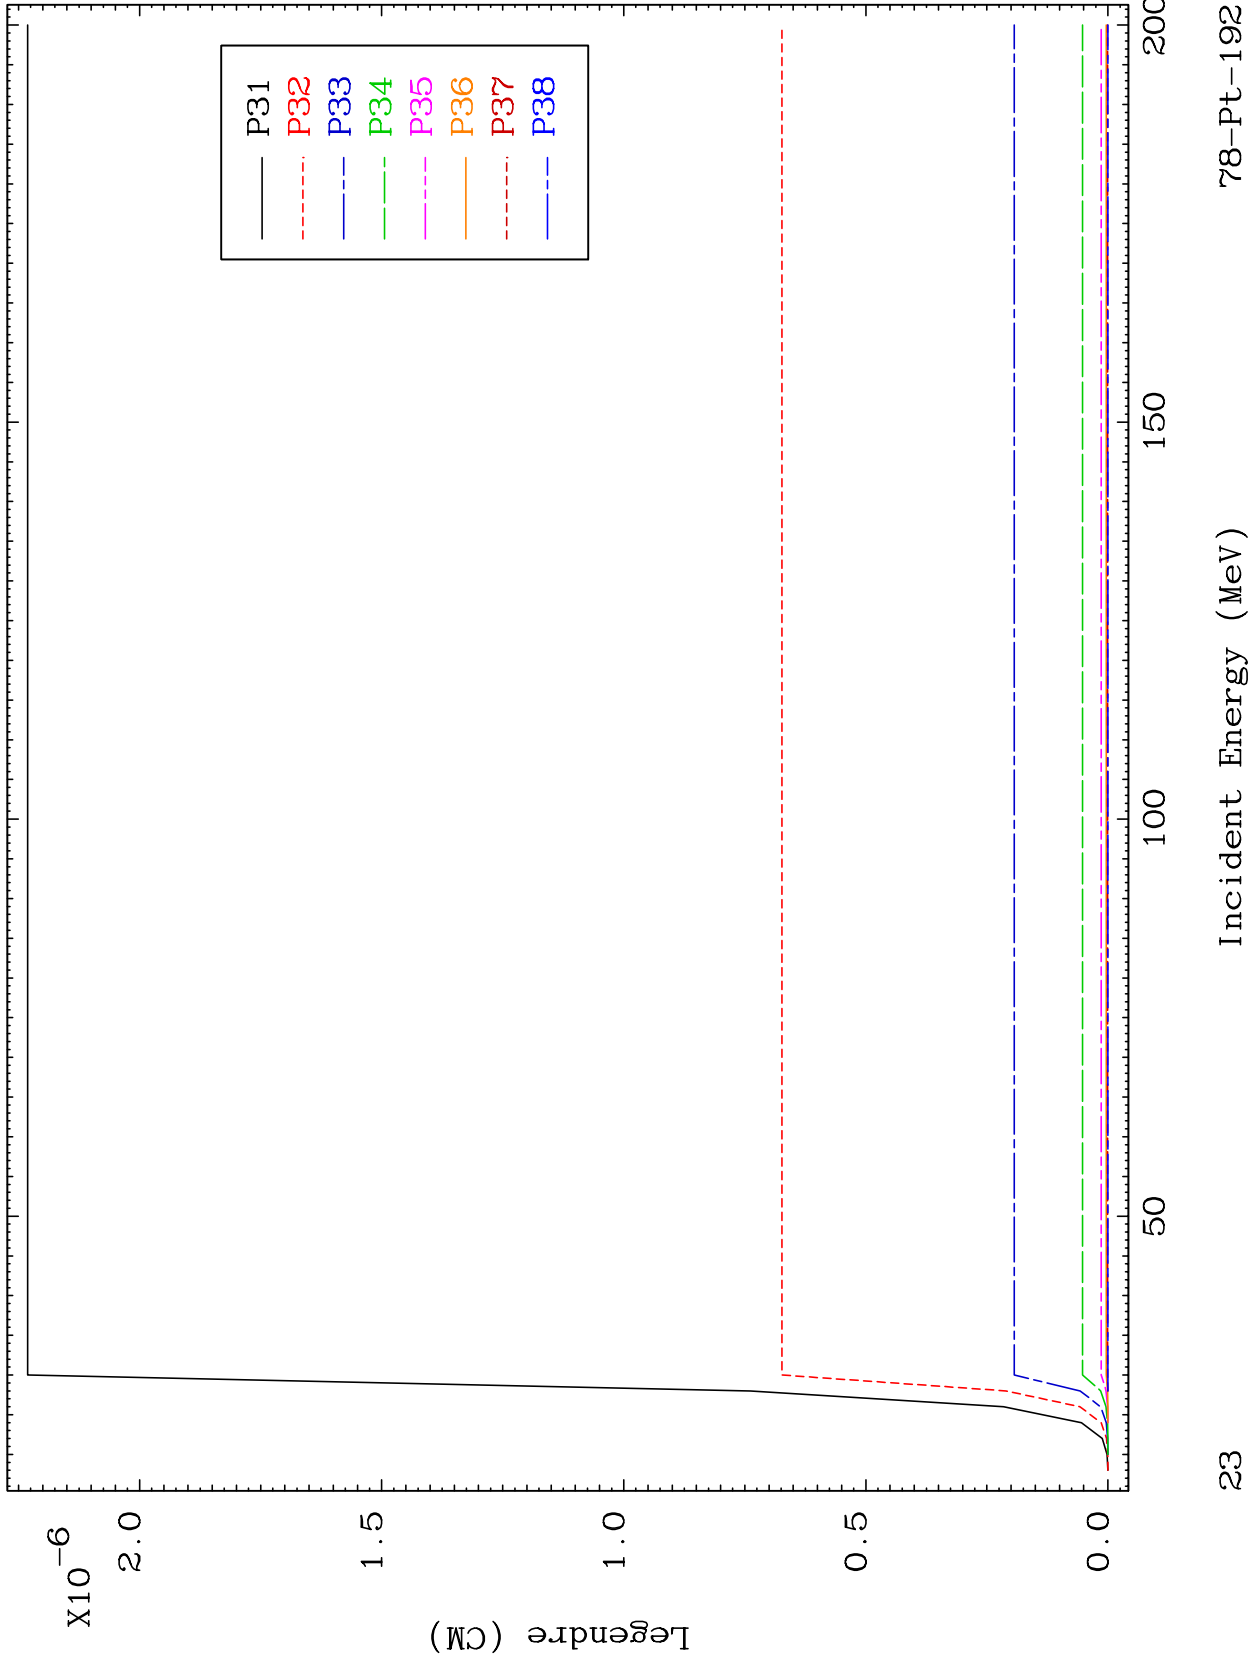 X10-6
2.0
1.5
1.0
0.5
0.0
Legendre (CM)
P31
P32
P33
P34
P35
P36
P37
P38
50
100
150
200
Incident Energy (MeV)
23
78-Pt-192